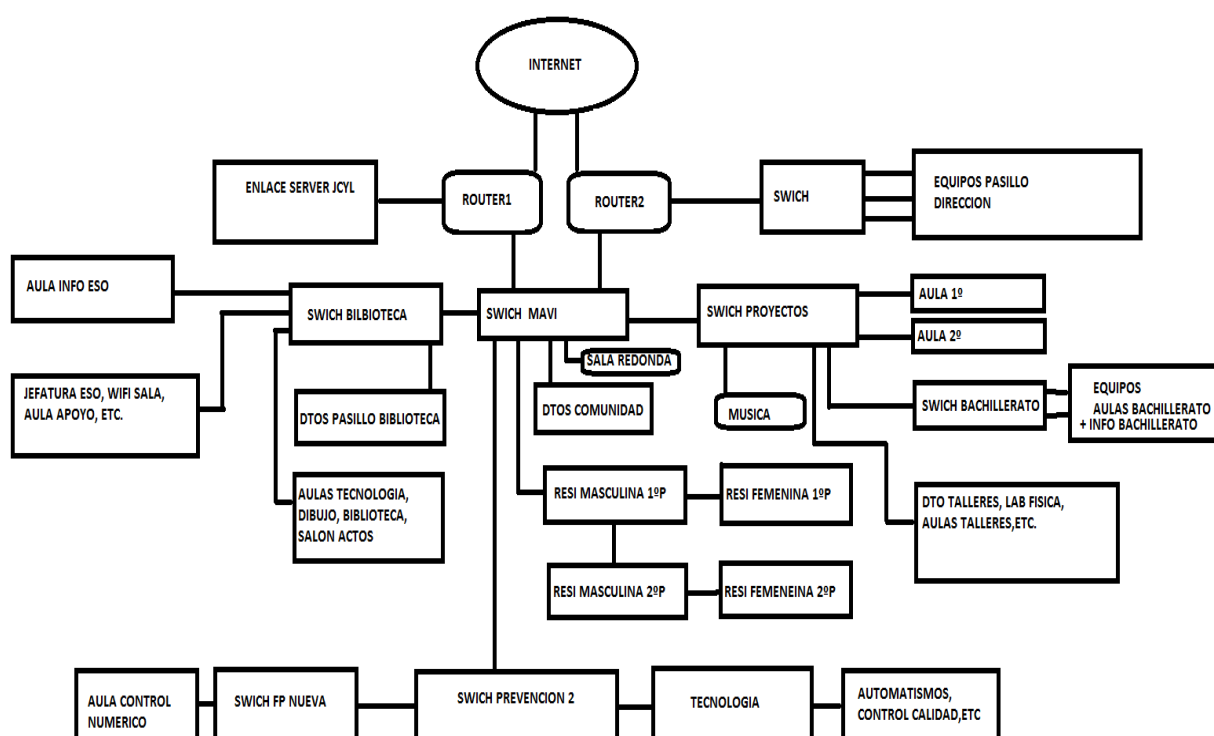 INTERNET
ENLACE SERVER JCYL
ROUTER1
ROUTER2
SWICH
EQUIPOS PASILLO
DIRECCION
AULA INFO ESO
SWICH BILBIOTECA
SWICH MAVI
SWICH PROYECTOS
AULA 1º
AULA 2º
SALA REDONDA
JEFATURA ESO, WIFI SALA,
AULA APOYO, ETC.
DTOS PASILLO BIBLIOTECA
DTOS COMUNIDAD
MUSICA
SWICH BACHILLERATO
EQUIPOS
AULAS BACHILLERATO
+ INFO BACHILLERATO
AULAS TECNOLOGIA,
DIBUJO, BIBLIOTECA,
SALON ACTOS
RESI MASCULINA 1ºP
RESI FEMENINA 1ºP
DTO TALLERES, LAB FISICA,
AULAS TALLERES,ETC.
RESI MASCULINA 2ºP
RESI FEMENEINA 2ºP
AULA CONTROL
NUMERICO
SWICH FP NUEVA
SWICH PREVENCION 2
TECNOLOGIA
AUTOMATISMOS,
CONTROL CALIDAD,ETC